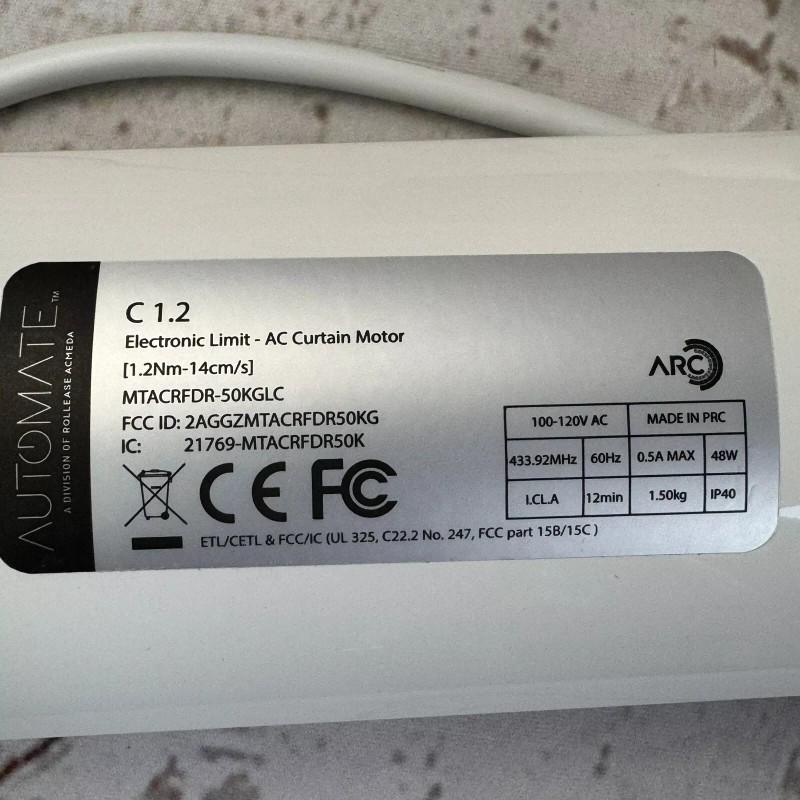 AUTOMATE™
A DIVISION OF ROLLEASE ACMEDA
C 1.2
Electronic Limit - AC Curtain Motor
[1.2Nm-14cm/s]
MTACRFDR-50KGLC
FCC ID: 2AGGZMTACRFDR50KG
IC: 21769-MTACRFDR50K
CE FC
ETL/CETL & FCC/IC (UL 325, C22.2 No. 247, FCC part 15B/15C )
ARC
100-120V AC MADE IN PRC
433.92MHz 60Hz 0.5A MAX 48W
I.CL.A 12min 1.50kg IP40